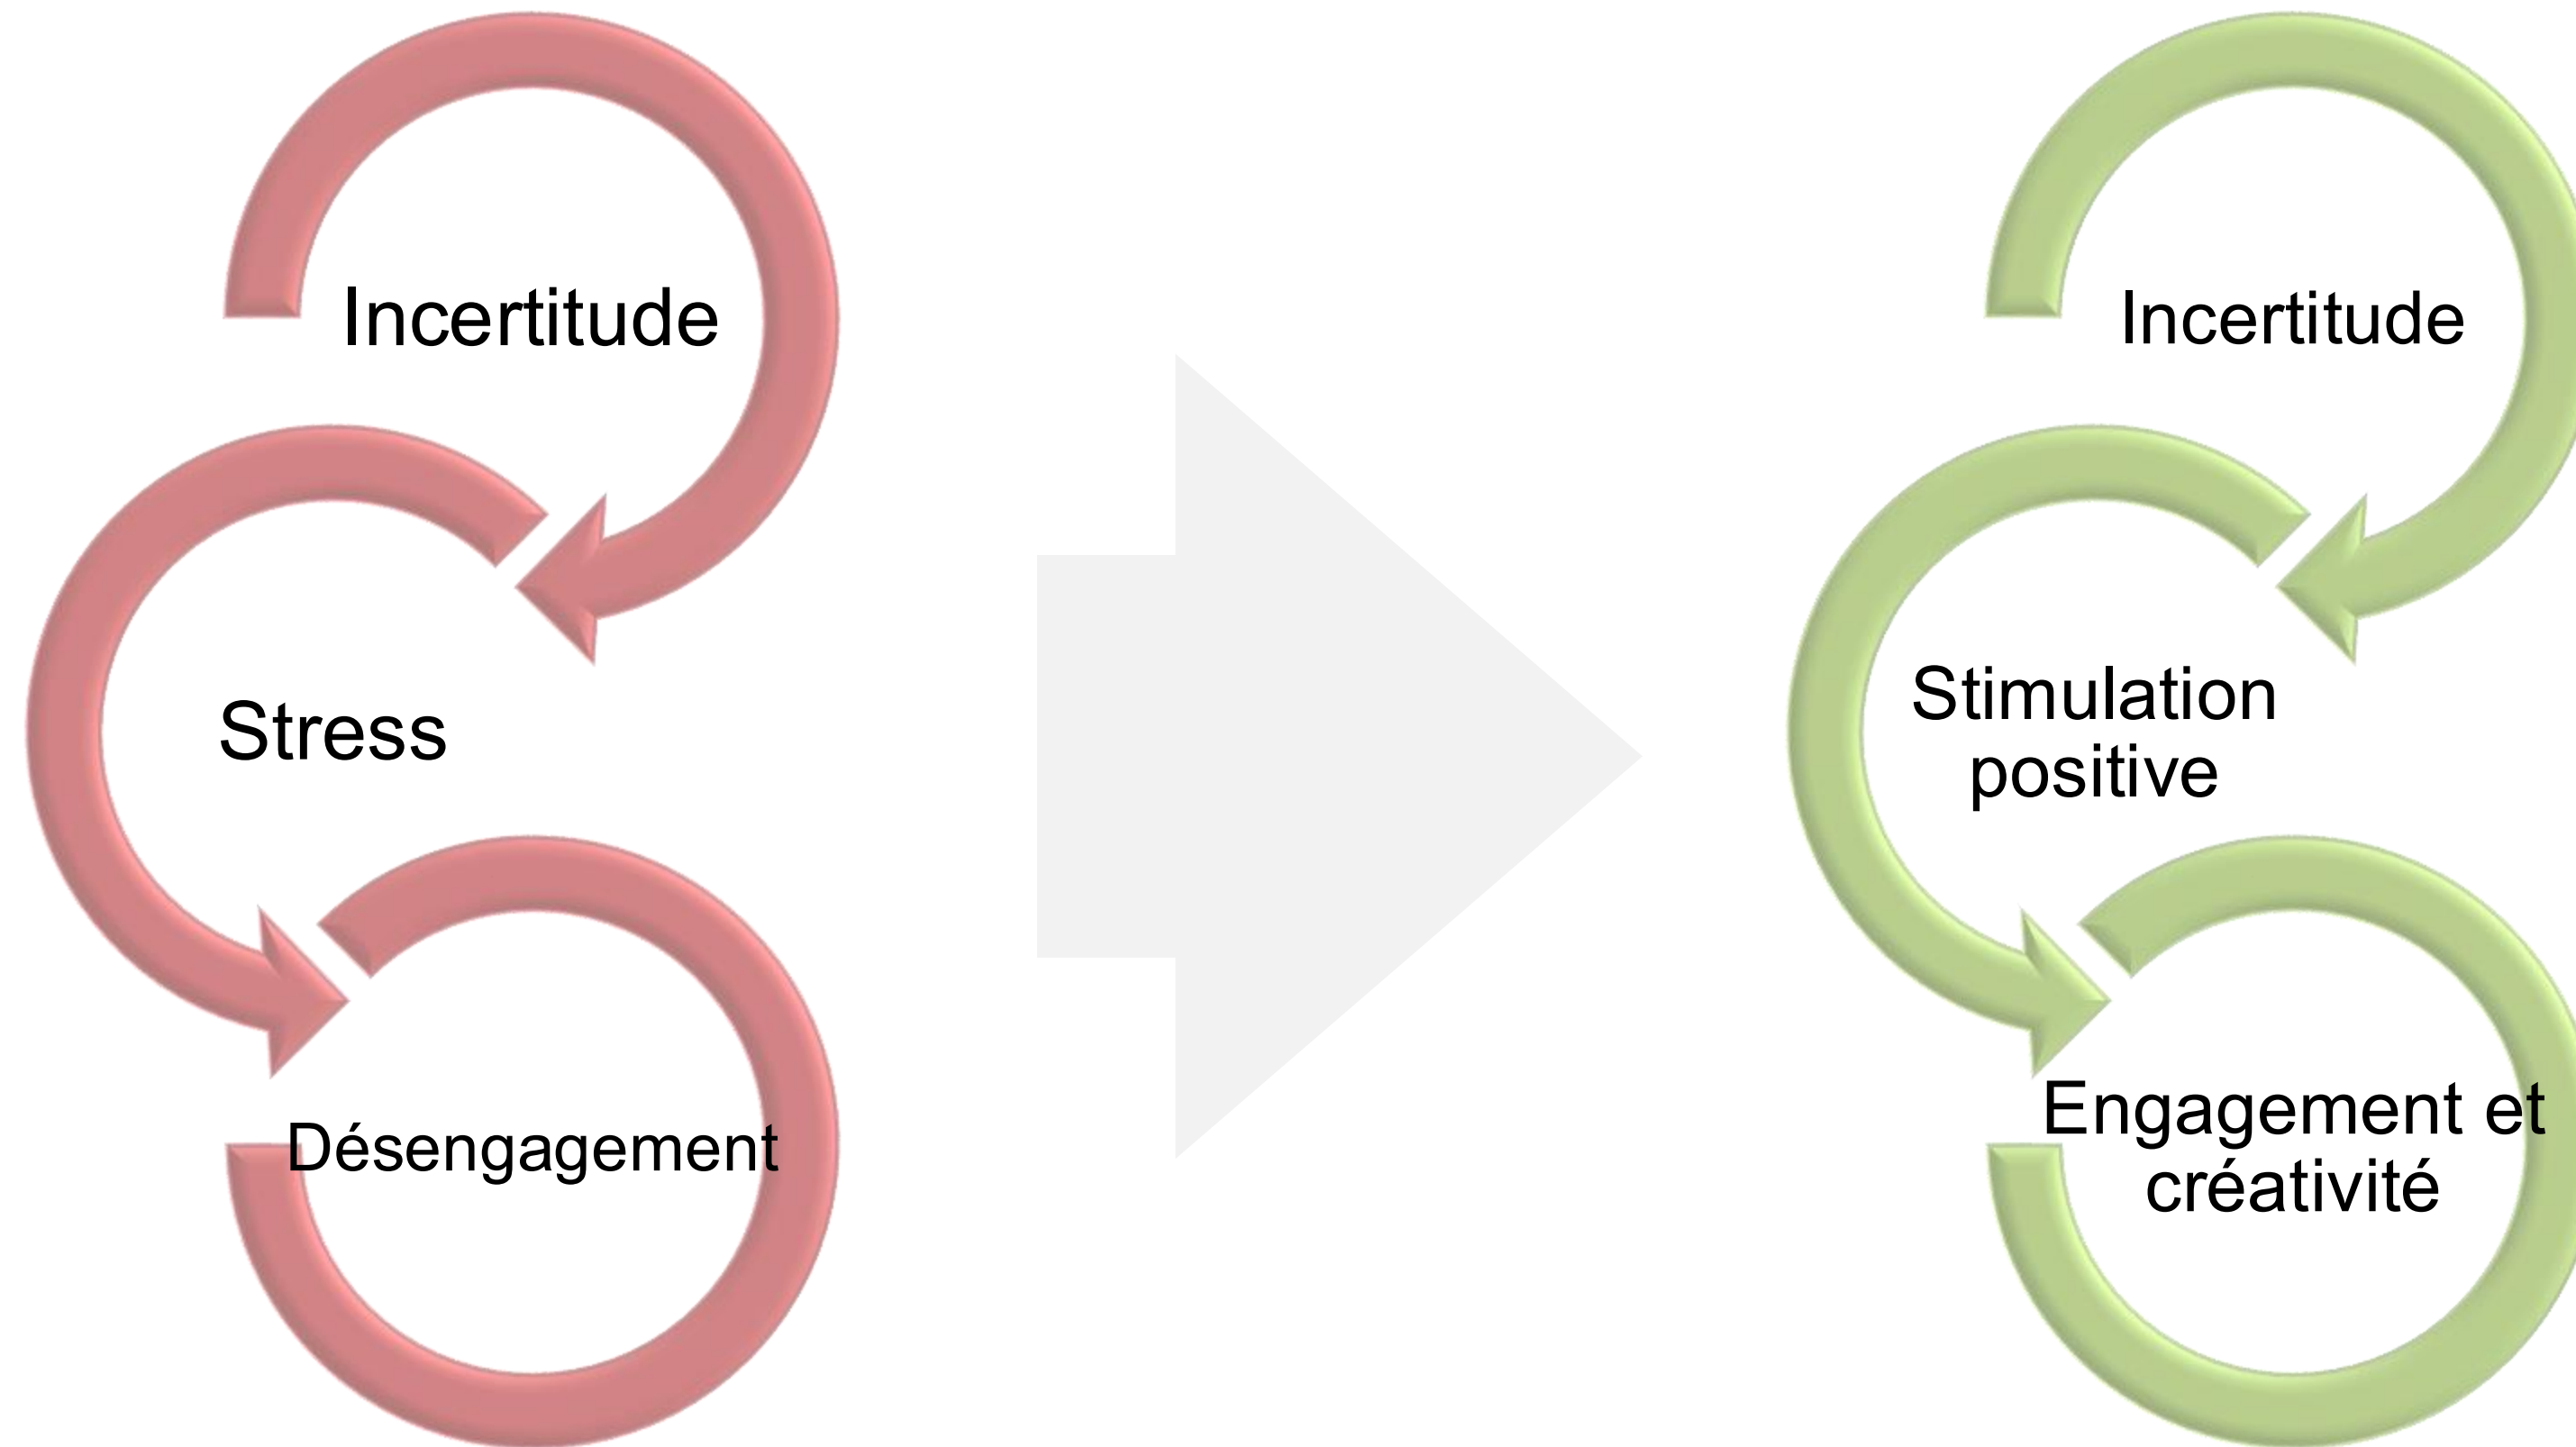 Incertitude
Stress
Désengagement
Incertitude
Stimulation
positive
Engagement et
créativité